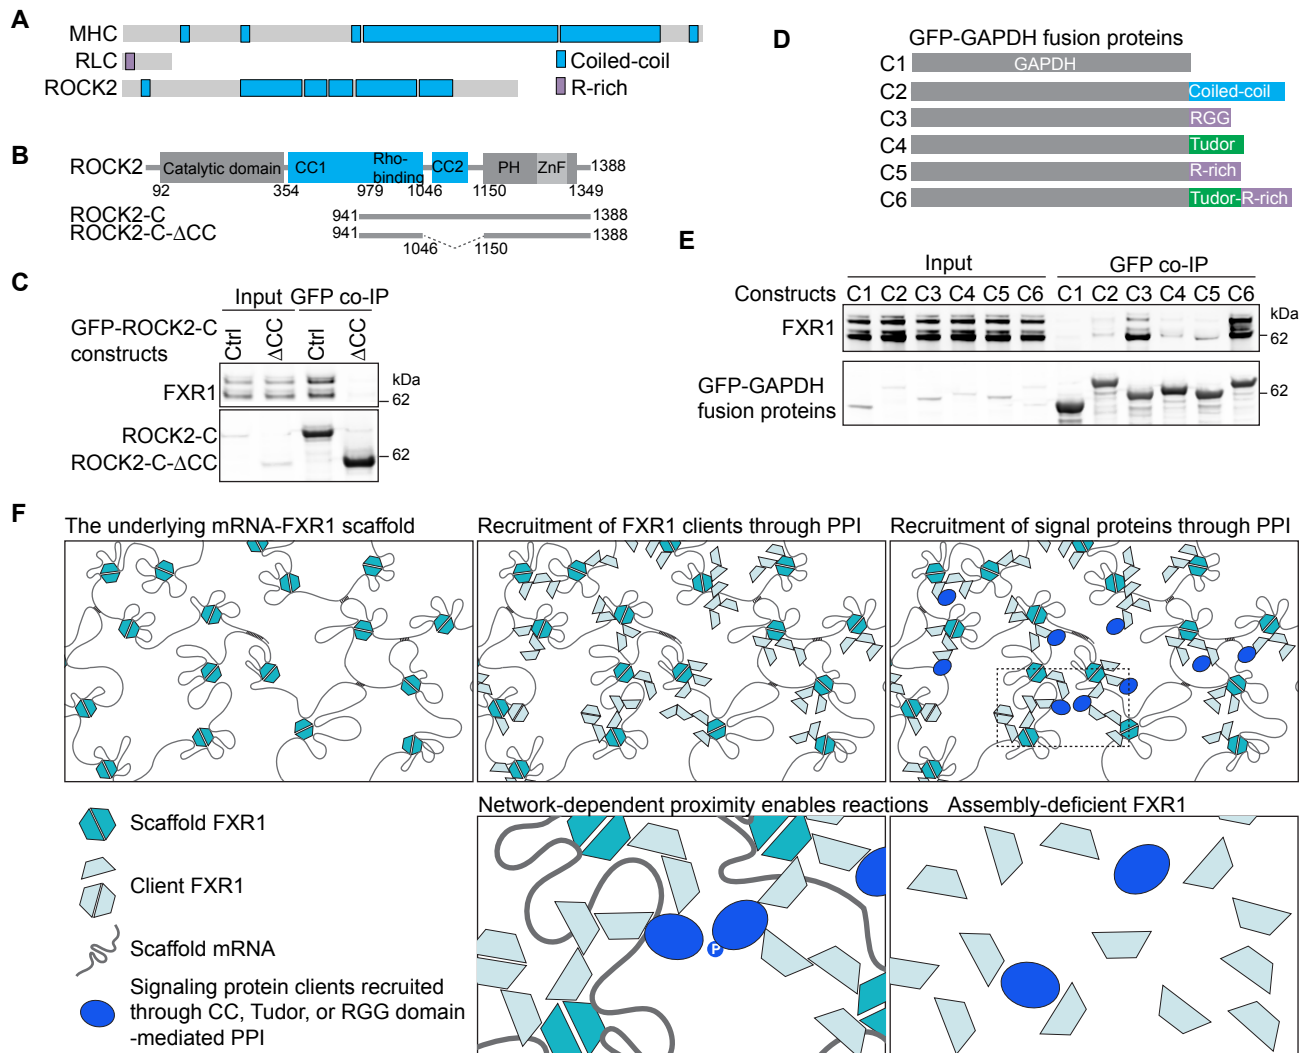 A
MHC
RLC
ROCK2
Coiled-coil
R-rich
B
ROCK2
Catalytic domain
CC1
Rho-
binding
CC2
PH
ZnF
1388
92
354
979
1046
1150
1349
ROCK2-C
941
1388
ROCK2-C-ΔCC
941
1388
1046
1150
C
Input
GFP co-IP
GFP-ROCK2-C
constructs
Ctrl
ΔCC
Ctrl
ΔCC
FXR1
kDa
62
ROCK2-C
ROCK2-C-ΔCC
62
D
GFP-GAPDH fusion proteins
C1
GAPDH
C2
Coiled-coil
C3
RGG
C4
Tudor
C5
R-rich
C6
Tudor-R-rich
E
Input
GFP co-IP
Constructs
C1 C2 C3 C4 C5 C6 C1 C2 C3 C4 C5 C6
FXR1
kDa
62
GFP-GAPDH
fusion proteins
62
F
The underlying mRNA-FXR1 scaffold
Recruitment of FXR1 clients through PPI
Recruitment of signal proteins through PPI
Scaffold FXR1
Client FXR1
Scaffold mRNA
Signaling protein clients recruited
through CC, Tudor, or RGG domain
-mediated PPI
Network-dependent proximity enables reactions
P
Assembly-deficient FXR1